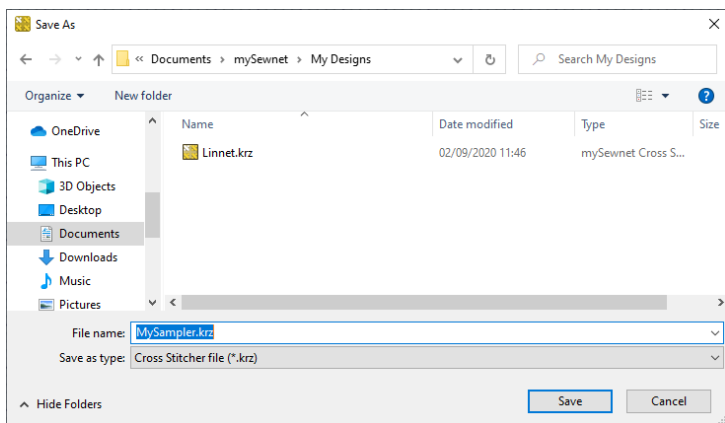 Save As
« Documents › mySewnet › My Designs
Search My Designs
Organize
New folder
Name
Date modified
Type
Size
OneDrive
This PC
3D Objects
Desktop
Documents
Downloads
Music
Pictures
Linnet.krz
02/09/2020 11:46
mySewnet Cross S...
File name: MySampler.krz
Save as type: Cross Stitcher file (*.krz)
Hide Folders
Save
Cancel